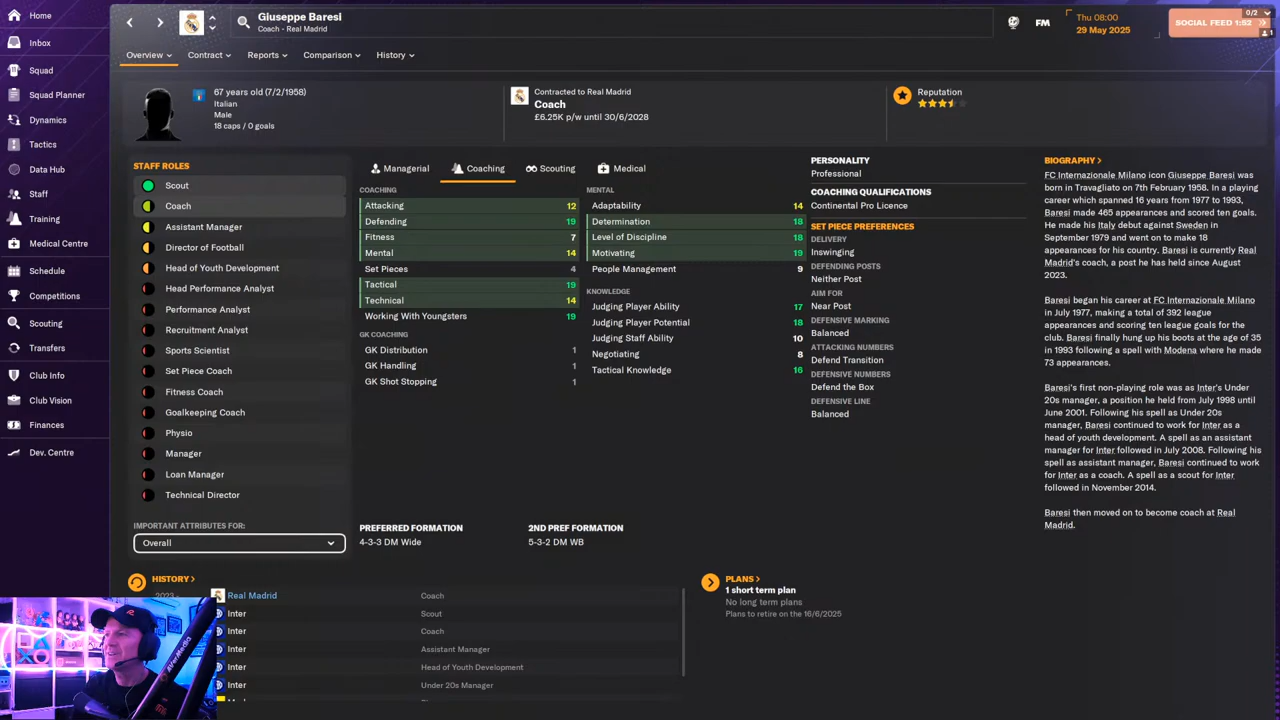 Home
Inbox
Squad
Squad Planner
Dynamics
Tactics
Data Hub
Staff
Training
Medical Centre
Schedule
Competitions
Scouting
Transfers
Club Info
Club Vision
Finances
Dev. Centre
Giuseppe Baresi
Coach - Real Madrid
FM
Thu 08:00
29 May 2025
SOCIAL FEED 1:52
0/2
1
Overview
Contract
Reports
Comparison
History
67 years old (7/2/1958)
Italian
Male
18 caps / 0 goals
Contracted to Real Madrid
Coach
£6.25K p/w until 30/6/2028
Reputation
STAFF ROLES
Scout
Coach
Assistant Manager
Director of Football
Head of Youth Development
Head Performance Analyst
Performance Analyst
Recruitment Analyst
Sports Scientist
Set Piece Coach
Fitness Coach
Goalkeeping Coach
Physio
Manager
Loan Manager
Technical Director
IMPORTANT ATTRIBUTES FOR:
Overall
Managerial
Coaching
Scouting
Medical
COACHING
Attacking 12
Defending 19
Fitness 7
Mental 14
Set Pieces 4
Tactical 19
Technical 14
Working With Youngsters 19
GK COACHING
GK Distribution 1
GK Handling 1
GK Shot Stopping 1
MENTAL
Adaptability 14
Determination 18
Level of Discipline 18
Motivating 19
People Management 9
KNOWLEDGE
Judging Player Ability 17
Judging Player Potential 18
Judging Staff Ability 10
Negotiating 8
Tactical Knowledge 16
PREFERRED FORMATION
4-3-3 DM Wide
2ND PREF FORMATION
5-3-2 DM WB
PERSONALITY
Professional
COACHING QUALIFICATIONS
Continental Pro Licence
SET PIECE PREFERENCES
DELIVERY
Inswinging
DEFENDING POSTS
Neither Post
AIM FOR
Near Post
DEFENSIVE MARKING
Balanced
ATTACKING NUMBERS
Defend Transition
DEFENSIVE NUMBERS
Defend the Box
DEFENSIVE LINE
Balanced
BIOGRAPHY
FC Internazionale Milano icon Giuseppe Baresi was
born in Travagliato on 7th February 1958. In a playing
career which spanned 16 years from 1977 to 1993,
Baresi made 465 appearances and scored ten goals.
He made his Italy debut against Sweden in
September 1979 and went on to make 18
appearances for his country. Baresi is currently Real
Madrid's coach, a post he has held since August
2023.
Baresi began his career at FC Internazionale Milano
in July 1977, making a total of 392 league
appearances and scoring ten league goals for the
club. Baresi finally hung up his boots at the age of 35
in 1993 following a spell with Modena where he made
73 appearances.
Baresi's first non-playing role was as Inter's Under
20s manager, a position he held from July 1998 until
June 2001. Following his spell as Under 20s
manager, Baresi continued to work for Inter as a
head of youth development. A spell as an assistant
manager for Inter followed in July 2008. Following his
spell as assistant manager, Baresi continued to work
for Inter as a coach. A spell as a scout for Inter
followed in November 2014.
Baresi then moved on to become coach at Real
Madrid.
HISTORY
2023 -
Real Madrid Coach
Inter Scout
Inter Coach
Inter Assistant Manager
Inter Head of Youth Development
Inter Under 20s Manager
PLANS
1 short term plan
No long term plans
Plans to retire on the 16/6/2025